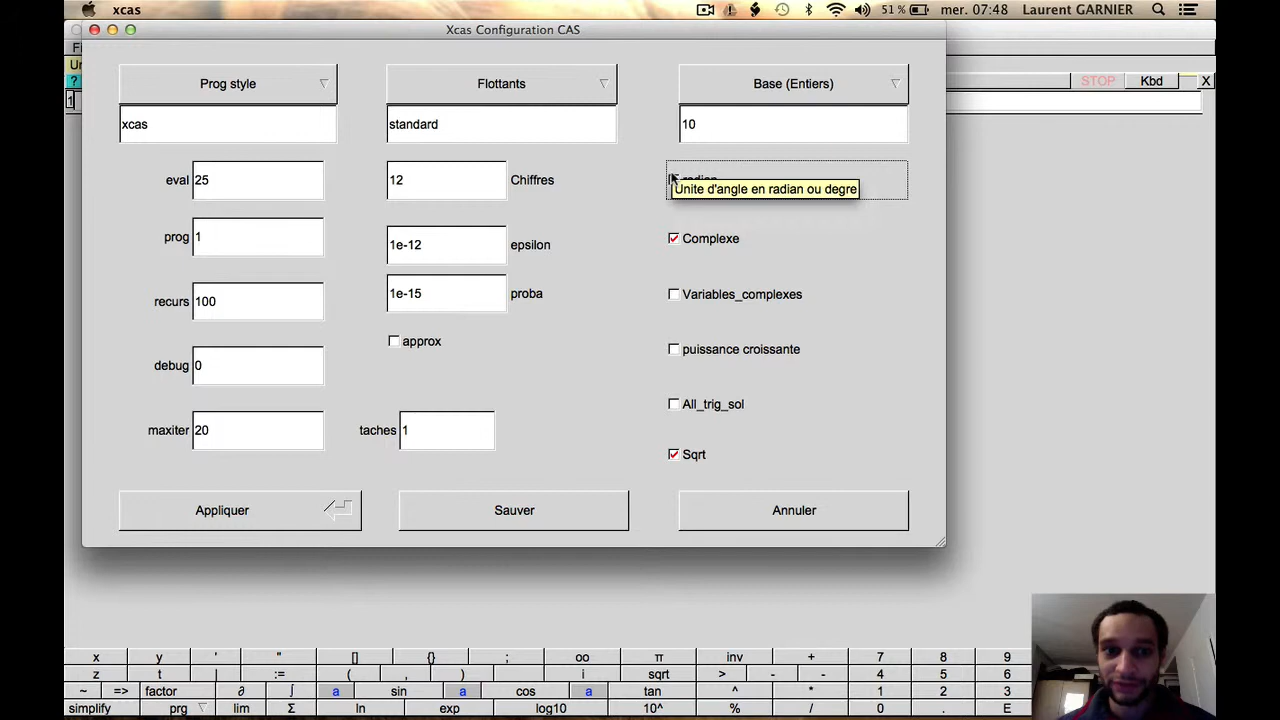 xcas
51 %
mer. 07:48
Laurent GARNIER
Xcas Configuration CAS
?
STOP
Kbd
X
1
Prog style
Flottants
Base (Entiers)
xcas
standard
10
eval
25
12
Chiffres
Unite d'angle en radian ou degre
prog
1
1e-12
epsilon
Complexe
recurs
100
1e-15
proba
Variables_complexes
debug
0
approx
puissance croissante
maxiter
20
taches
1
All_trig_sol
Sqrt
Appliquer
Sauver
Annuler
x y ' " [] {} ; oo π inv + 7 8 9
z t | := ( , ) i sqrt > - - 4 5 6
~ => factor ∂ ∫ a sin a cos a tan ^ * 1 2 3
simplify prg lim Σ ln exp log10 10^ % / 0 . E